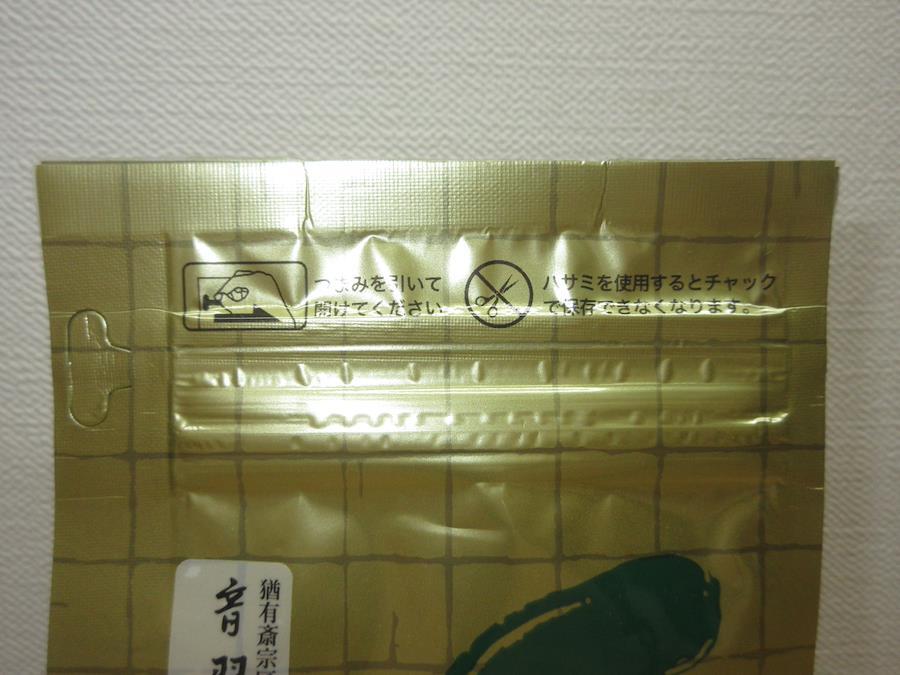 つまみを引いて
開けてください
ハサミを使用するとチャック
で保存できなくなります。
猶有斎宗匠
音羽